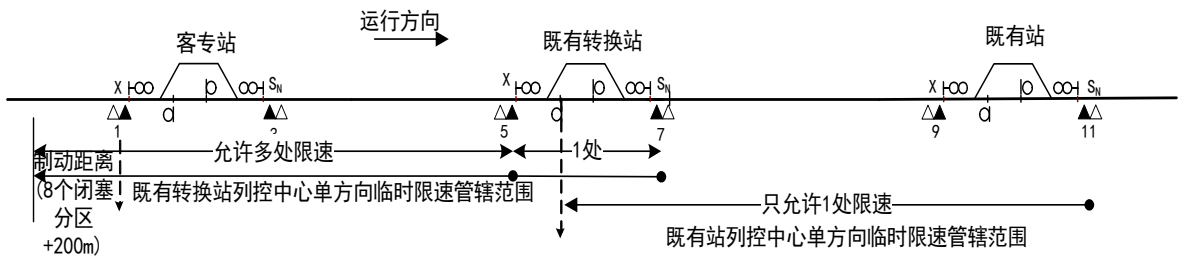 运行方向
客专站
既有转换站
既有站
X
S_N
X
S_N
X
S_N
1
5
7
9
11
允许多处限速
1处
制动距离
(8个闭塞
分区
+200m)
既有转换站列控中心单方向临时限速管辖范围
只允许1处限速
既有站列控中心单方向临时限速管辖范围